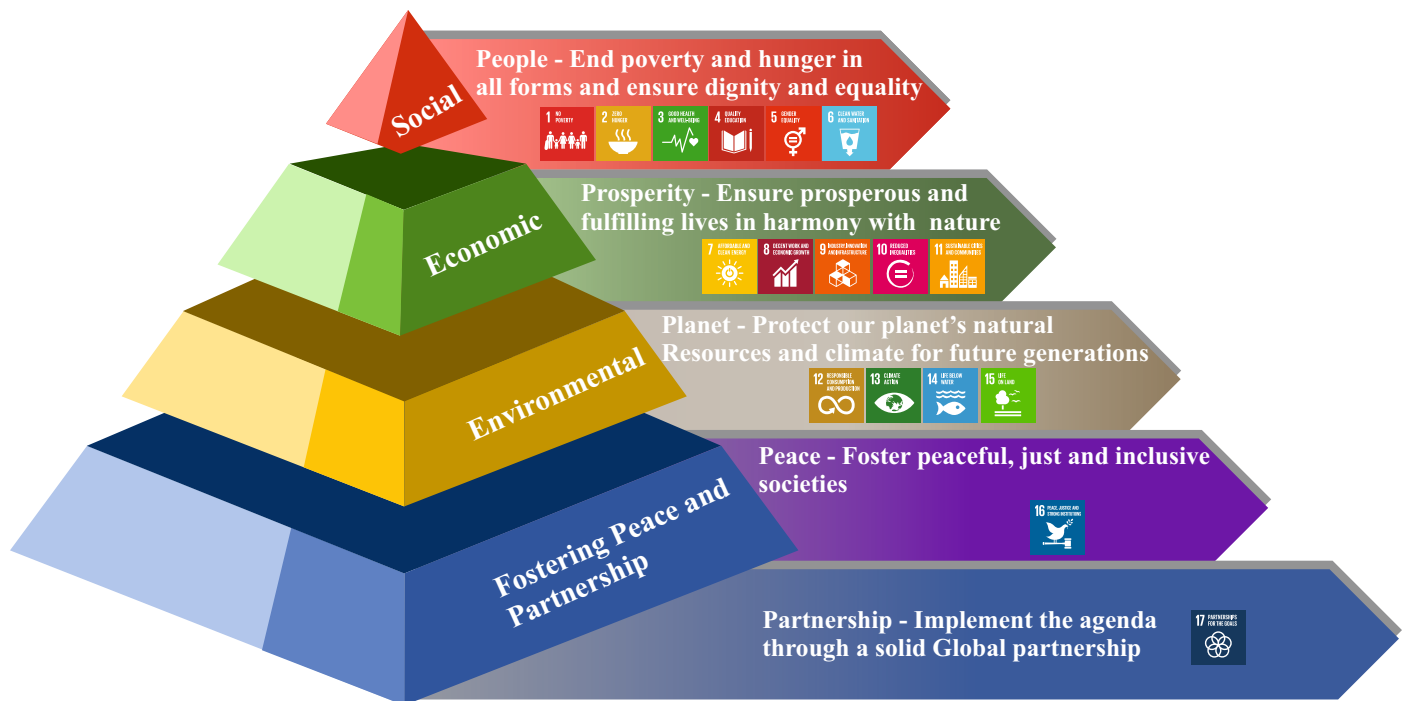 Social
People - End poverty and hunger in
all forms and ensure dignity and equality
1 NO
POVERTY
2 ZERO
HUNGER
3 GOOD HEALTH
AND WELL-BEING
4 QUALITY
EDUCATION
5 GENDER
EQUALITY
6 CLEAN WATER
AND SANITATION
Economic
Prosperity - Ensure prosperous and
fulfilling lives in harmony with  nature
7 AFFORDABLE AND
CLEAN ENERGY
8 DECENT WORK AND
ECONOMIC GROWTH
9 INDUSTRY, INNOVATION
AND INFRASTRUCTURE
10 REDUCED
INEQUALITIES
11 SUSTAINABLE CITIES
AND COMMUNITIES
Environmental
Planet - Protect our planet’s natural
Resources and climate for future generations
12 RESPONSIBLE
CONSUMPTION
AND PRODUCTION
13 CLIMATE
ACTION
14 LIFE BELOW
WATER
15 LIFE
ON LAND
Fostering Peace and
Partnership
Peace - Foster peaceful, just and inclusive
societies
16 PEACE, JUSTICE AND
STRONG INSTITUTIONS
Partnership - Implement the agenda
through a solid Global partnership
17 PARTNERSHIPS
FOR THE GOALS